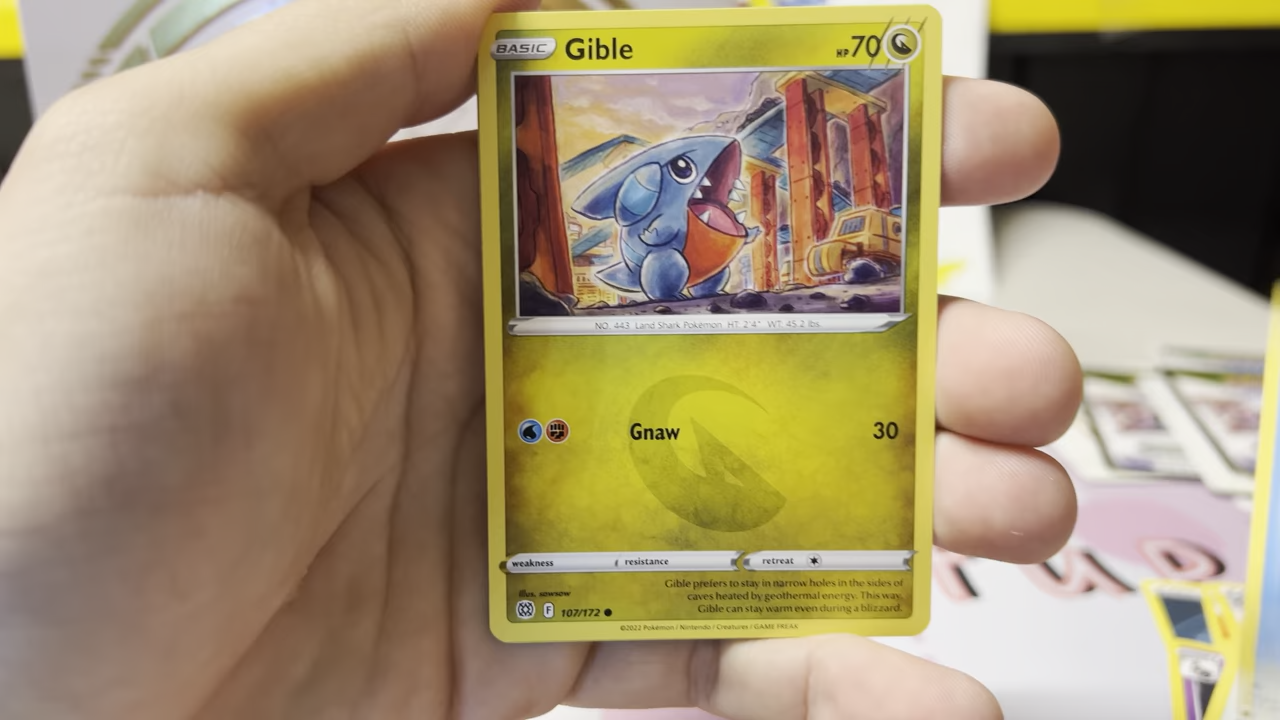 BASIC Gible HP 70
NO. 443 Land Shark Pokémon HT: 2'4" WT: 45.2 lbs.
Gnaw 30
weakness resistance retreat
illus. sowsow
Gible prefers to stay in narrow holes in the sides of
caves heated by geothermal energy. This way,
Gible can stay warm even during a blizzard.
F 107/172
©2022 Pokémon / Nintendo / Creatures / GAME FREAK